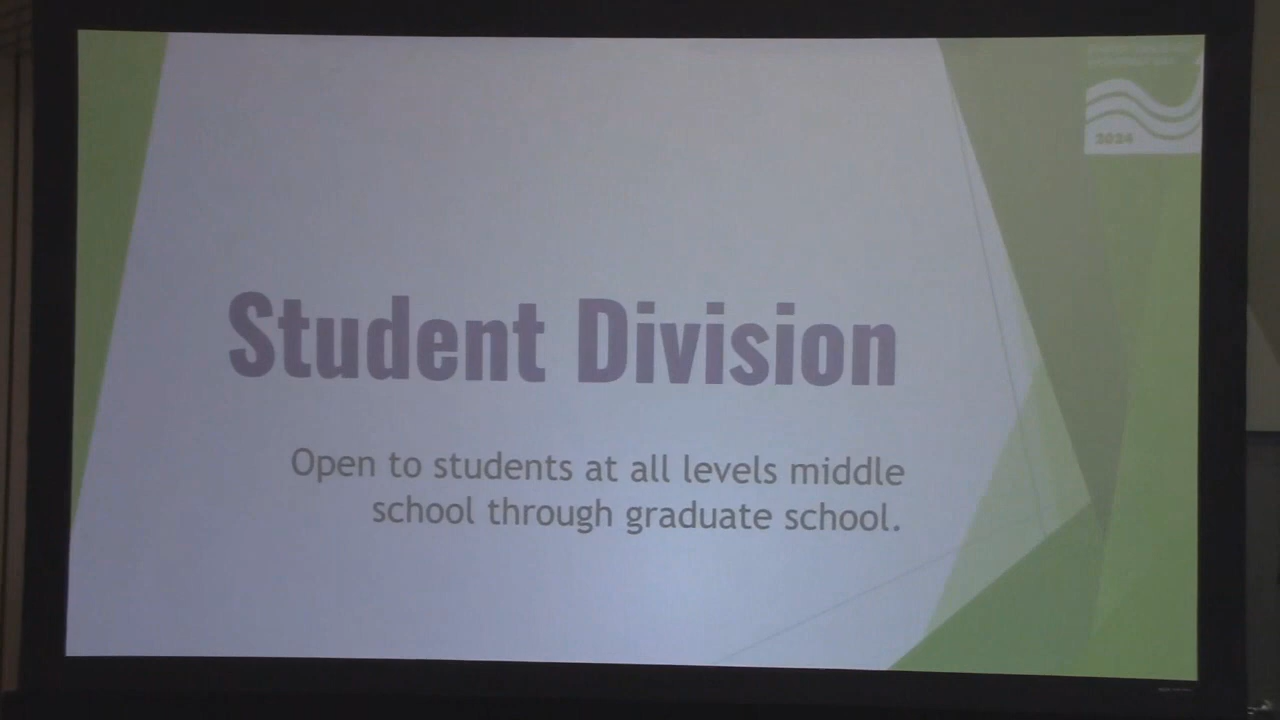 2024
Student Division
Open to students at all levels middle
school through graduate school.